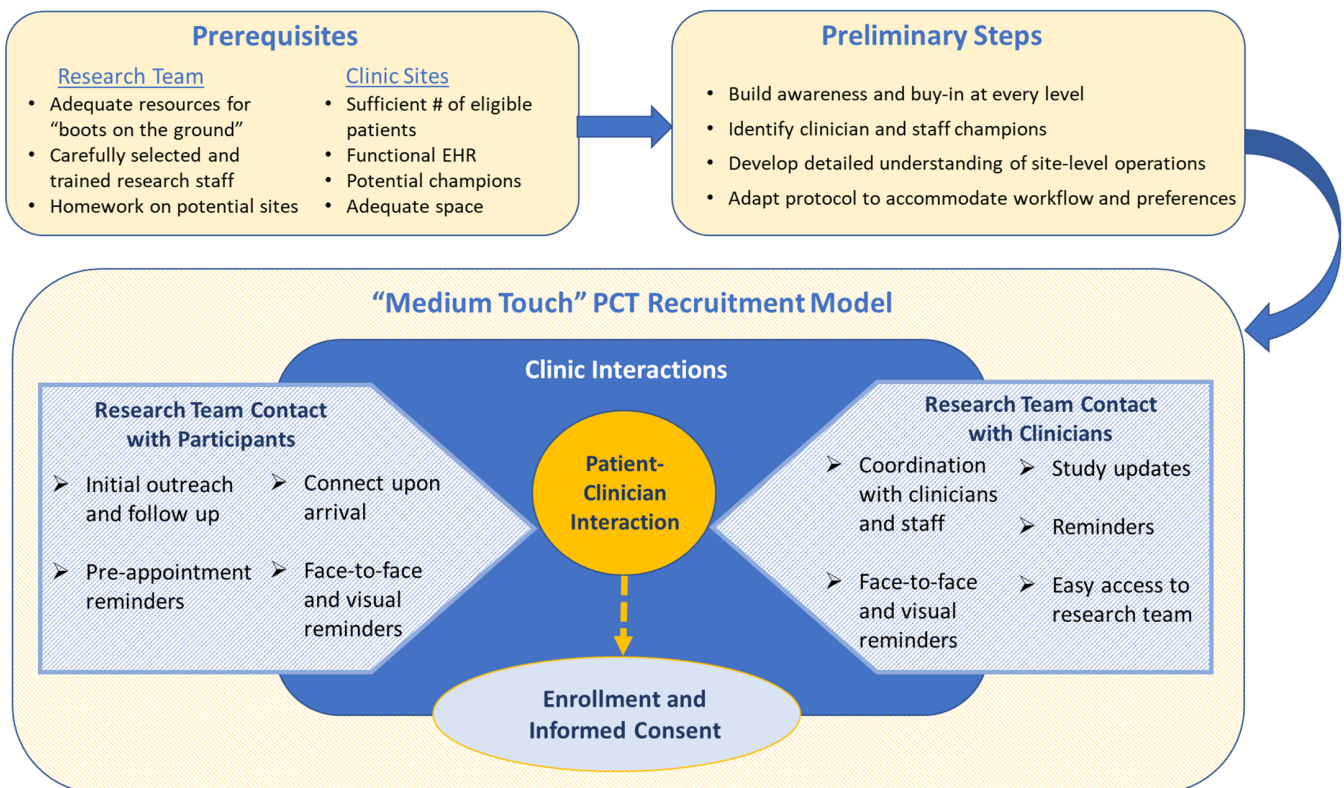 Prerequisites
Research Team
• Adequate resources for
“boots on the ground”
• Carefully selected and
trained research staff
• Homework on potential sites
Clinic Sites
• Sufficient # of eligible
patients
• Functional EHR
• Potential champions
• Adequate space
Preliminary Steps
• Build awareness and buy-in at every level
• Identify clinician and staff champions
• Develop detailed understanding of site-level operations
• Adapt protocol to accommodate workflow and preferences
“Medium Touch” PCT Recruitment Model
Clinic Interactions
Research Team Contact
with Participants
➢ Initial outreach
and follow up
➢ Pre-appointment
reminders
➢ Connect upon
arrival
➢ Face-to-face
and visual
reminders
Patient-
Clinician
Interaction
Research Team Contact
with Clinicians
➢ Coordination
with clinicians
and staff
➢ Face-to-face
and visual
reminders
➢ Study updates
➢ Reminders
➢ Easy access to
research team
Enrollment and
Informed Consent